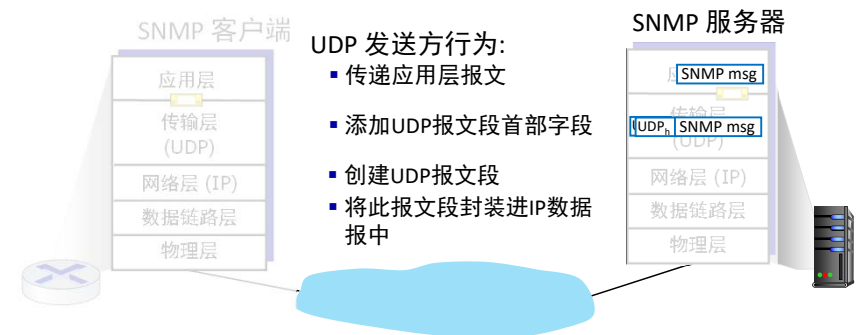 SNMP 客户端
应用层
传输层
(UDP)
网络层 (IP)
数据链路层
物理层
UDP 发送方行为:
▪ 传递应用层报文
▪ 添加UDP报文段首部字段
▪ 创建UDP报文段
▪ 将此报文段封装进IP数据
报中
SNMP 服务器
SNMP msg
传输层
UDPh SNMP msg
(UDP)
网络层 (IP)
数据链路层
物理层